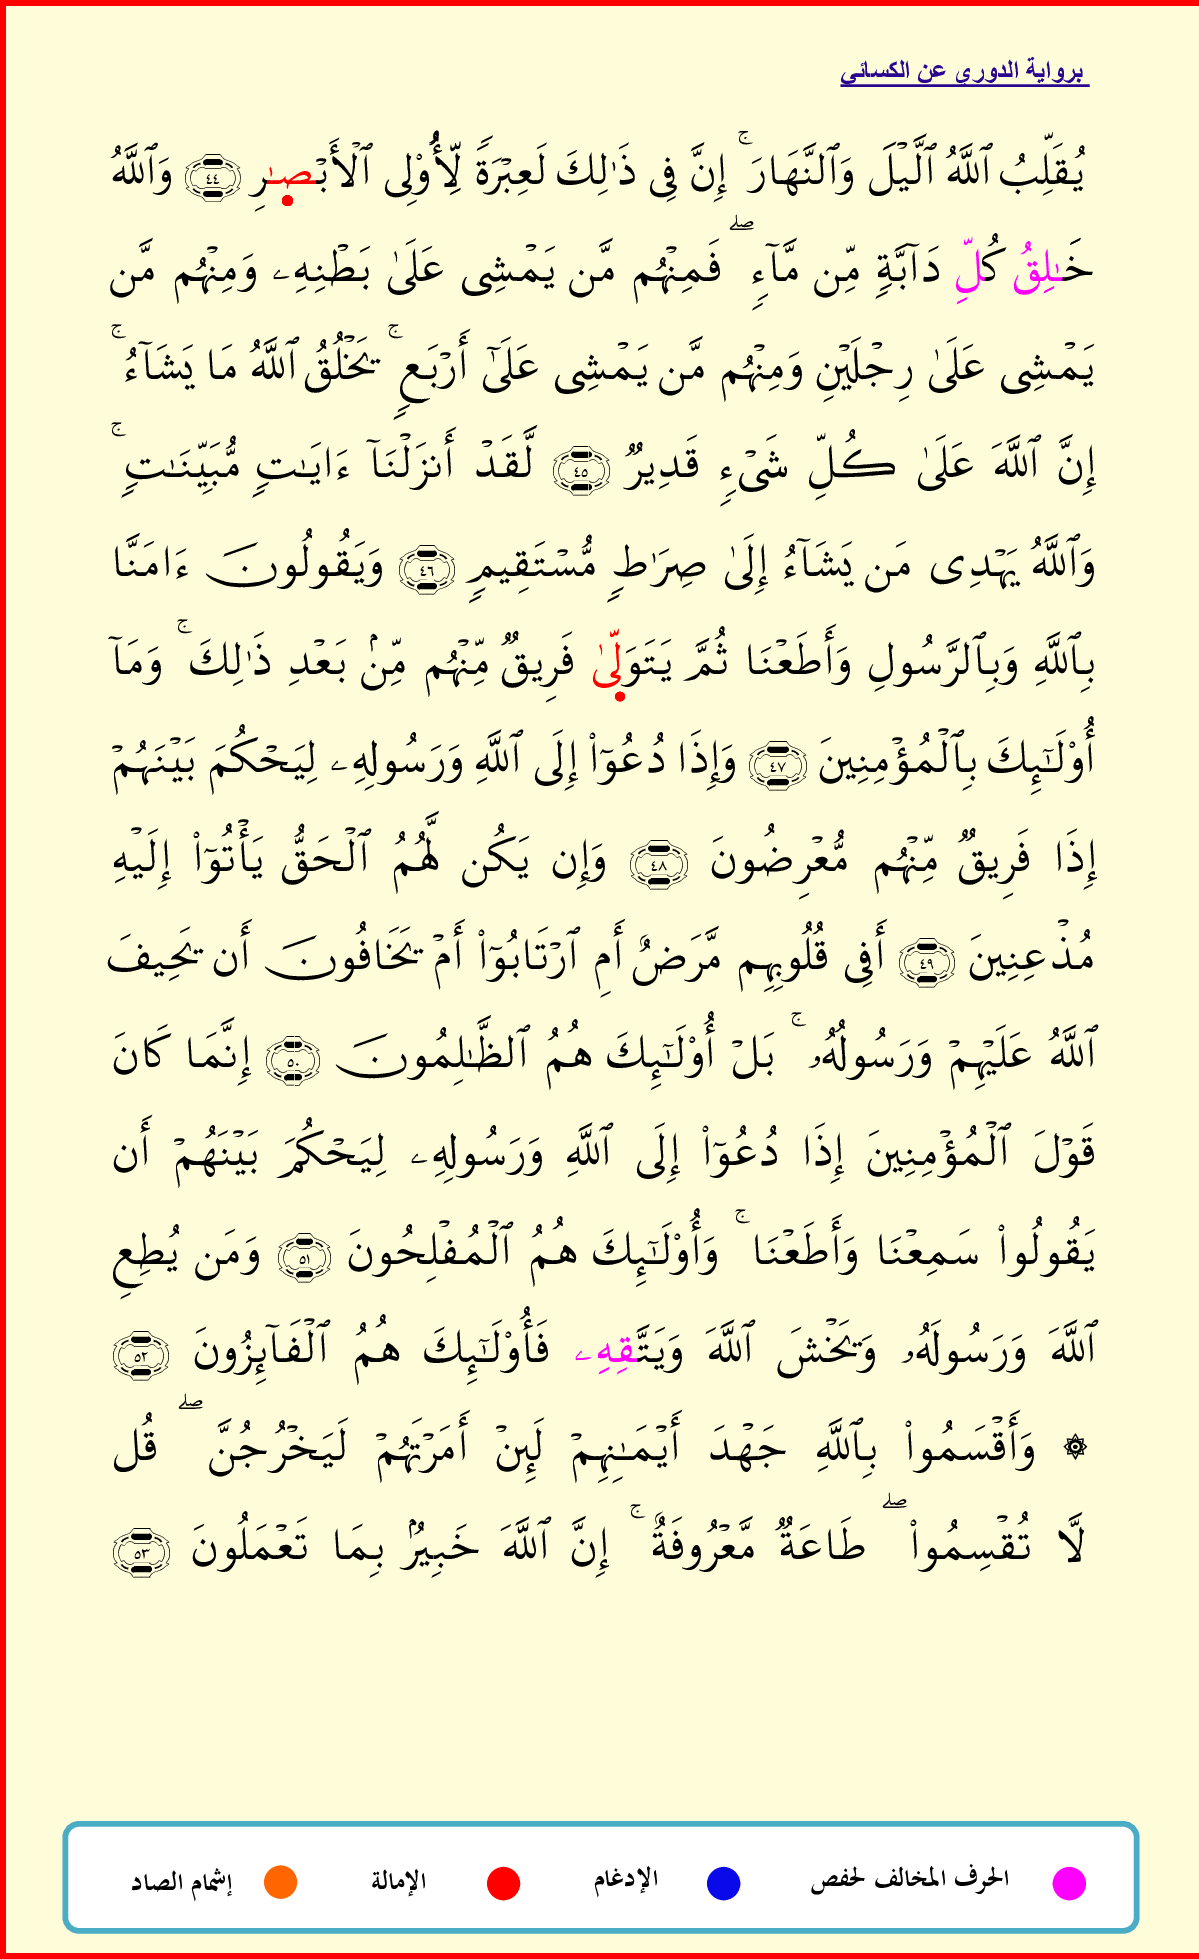 برواية الدوري عن الكسائي
يُقَلِّبُ ٱللَّهُ ٱلَّيۡلَ وَٱلنَّهَارَۚ إِنَّ فِى ذَٰلِكَ لَعِبۡرَةٗ لِّأُوْلِى ٱلۡأَبۡصَٰرِ ٤٤ وَٱللَّهُ
خَٰلِقُ كُلِّ دَآبَّةٖ مِّن مَّآءٖۖ فَمِنۡهُم مَّن يَمۡشِى عَلَىٰ بَطۡنِهِۦ وَمِنۡهُم مَّن
يَمۡشِى عَلَىٰ رِجۡلَيۡنِ وَمِنۡهُم مَّن يَمۡشِى عَلَىٰٓ أَرۡبَعٖۚ يَخۡلُقُ ٱللَّهُ مَا يَشَآءُۚ
إِنَّ ٱللَّهَ عَلَىٰ كُلِّ شَىۡءٖ قَدِيرٞ ٤٥ لَّقَدۡ أَنزَلۡنَآ ءَايَٰتٖ مُّبَيِّنَٰتٖۚ
وَٱللَّهُ يَهۡدِى مَن يَشَآءُ إِلَىٰ صِرَٰطٖ مُّسۡتَقِيمٖ ٤٦ وَيَقُولُونَ ءَامَنَّا
بِٱللَّهِ وَبِٱلرَّسُولِ وَأَطَعۡنَا ثُمَّ يَتَوَلِّىٰ فَرِيقٞ مِّنۡهُم مِّنۢ بَعۡدِ ذَٰلِكَۚ وَمَآ
أُوْلَٰٓئِكَ بِٱلۡمُؤۡمِنِينَ ٤٧ وَإِذَا دُعُوٓاْ إِلَى ٱللَّهِ وَرَسُولِهِۦ لِيَحۡكُمَ بَيۡنَهُمۡ
إِذَا فَرِيقٞ مِّنۡهُم مُّعۡرِضُونَ ٤٨ وَإِن يَكُن لَّهُمُ ٱلۡحَقُّ يَأۡتُوٓاْ إِلَيۡهِ
مُذۡعِنِينَ ٤٩ أَفِى قُلُوبِهِم مَّرَضٌ أَمِ ٱرۡتَابُوٓاْ أَمۡ يَخَافُونَ أَن يَحِيفَ
ٱللَّهُ عَلَيۡهِمۡ وَرَسُولُهُۥۚ بَلۡ أُوْلَٰٓئِكَ هُمُ ٱلظَّٰلِمُونَ ٥٠ إِنَّمَا كَانَ
قَوۡلَ ٱلۡمُؤۡمِنِينَ إِذَا دُعُوٓاْ إِلَى ٱللَّهِ وَرَسُولِهِۦ لِيَحۡكُمَ بَيۡنَهُمۡ أَن
يَقُولُواْ سَمِعۡنَا وَأَطَعۡنَاۚ وَأُوْلَٰٓئِكَ هُمُ ٱلۡمُفۡلِحُونَ ٥١ وَمَن يُطِعِ
ٱللَّهَ وَرَسُولَهُۥ وَيَخۡشَ ٱللَّهَ وَيَتَّقِهِۦ فَأُوْلَٰٓئِكَ هُمُ ٱلۡفَآئِزُونَ ٥٢
۞ وَأَقۡسَمُواْ بِٱللَّهِ جَهۡدَ أَيۡمَٰنِهِمۡ لَئِنۡ أَمَرۡتَهُمۡ لَيَخۡرُجُنَّۖ قُل
لَّا تُقۡسِمُواْۖ طَاعَةٞ مَّعۡرُوفَةٌۚ إِنَّ ٱللَّهَ خَبِيرُۢ بِمَا تَعۡمَلُونَ ٥٣
الحرف المخالف لحفص الإدغام الإمالة إشمام الصاد